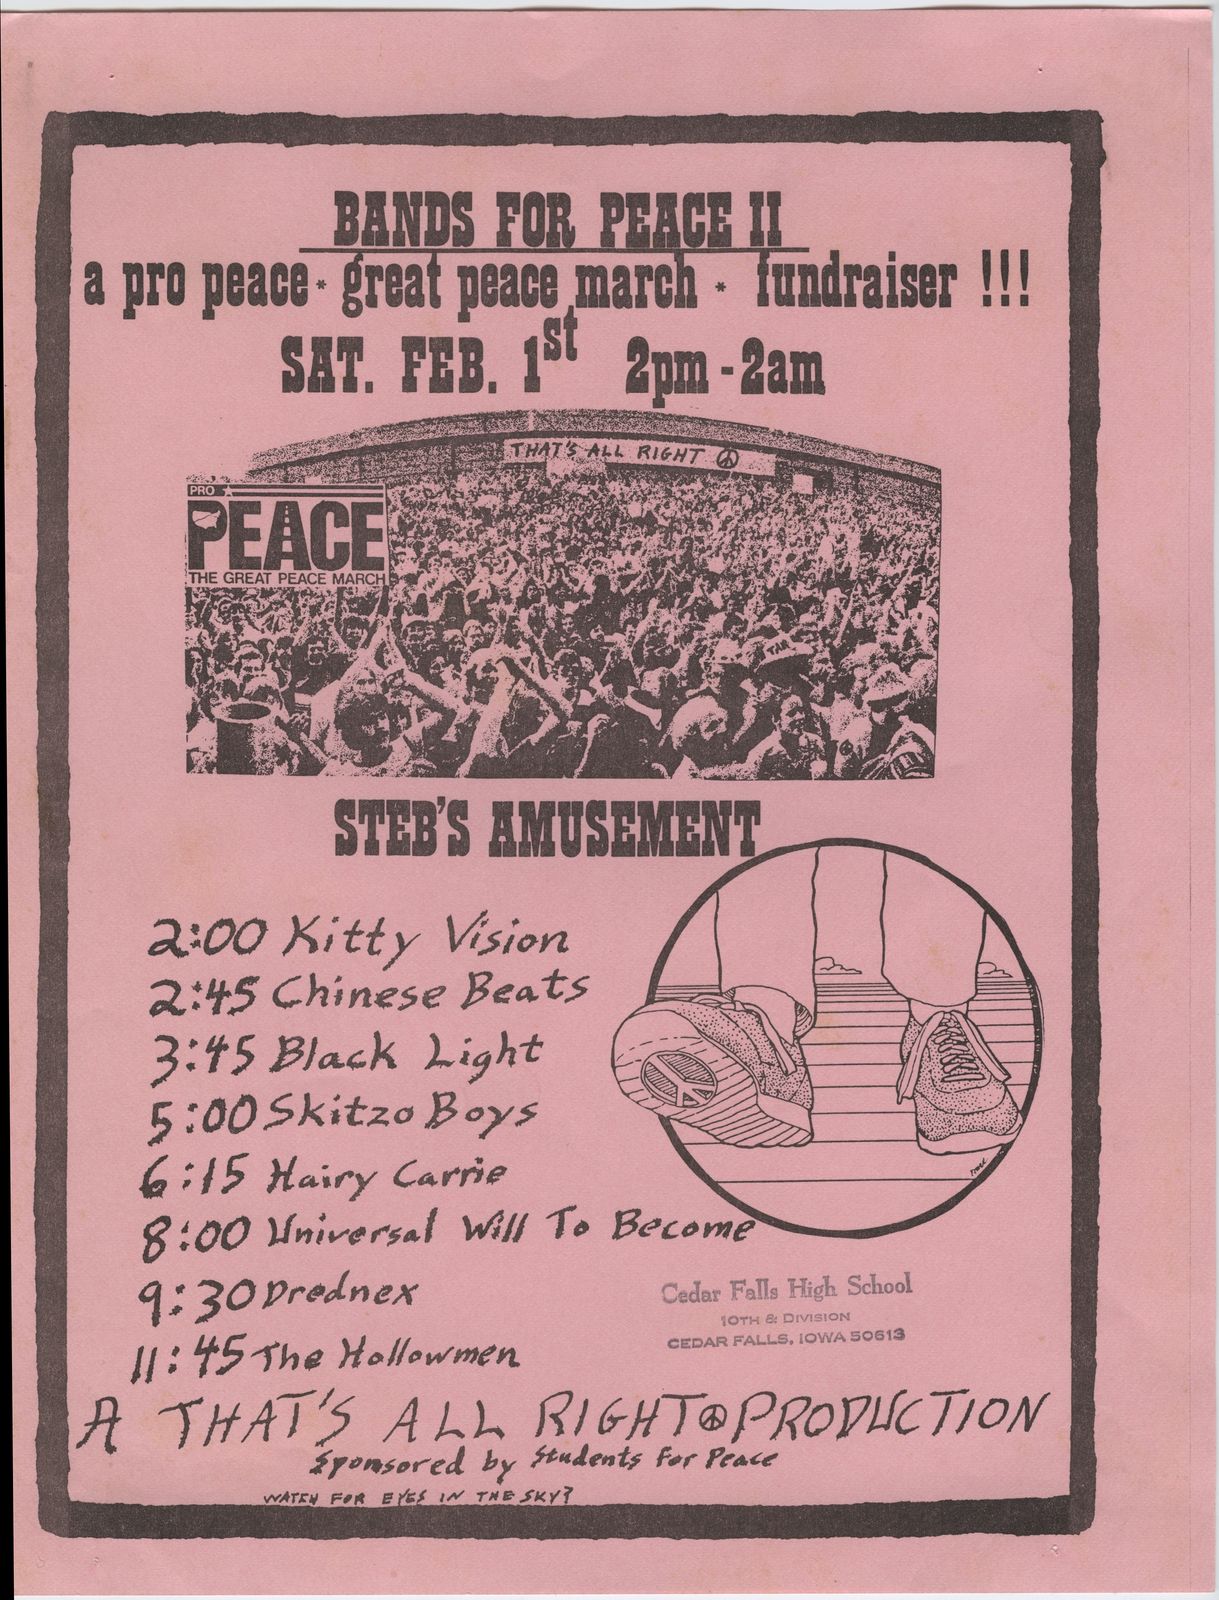 BANDS FOR PEACE II
a pro peace * great peace march * fundraiser !!!
SAT. FEB. 1st 2pm - 2am
THAT'S ALL RIGHT ☮
PRO
PEACE
THE GREAT PEACE MARCH
TAR
STEB'S AMUSEMENT
2:00 Kitty Vision
2:45 Chinese Beats
3:45 Black Light
5:00 Skitzo Boys
6:15 Hairy Carrie
8:00 Universal Will To Become
9:30 Drednex
11:45 The Hollowmen
Cedar Falls High School
10TH & DIVISION
CEDAR FALLS, IOWA 50613
A THAT'S ALL RIGHT ☮ PRODUCTION
Sponsored by Students For Peace
WATCH FOR EYES IN THE SKY?